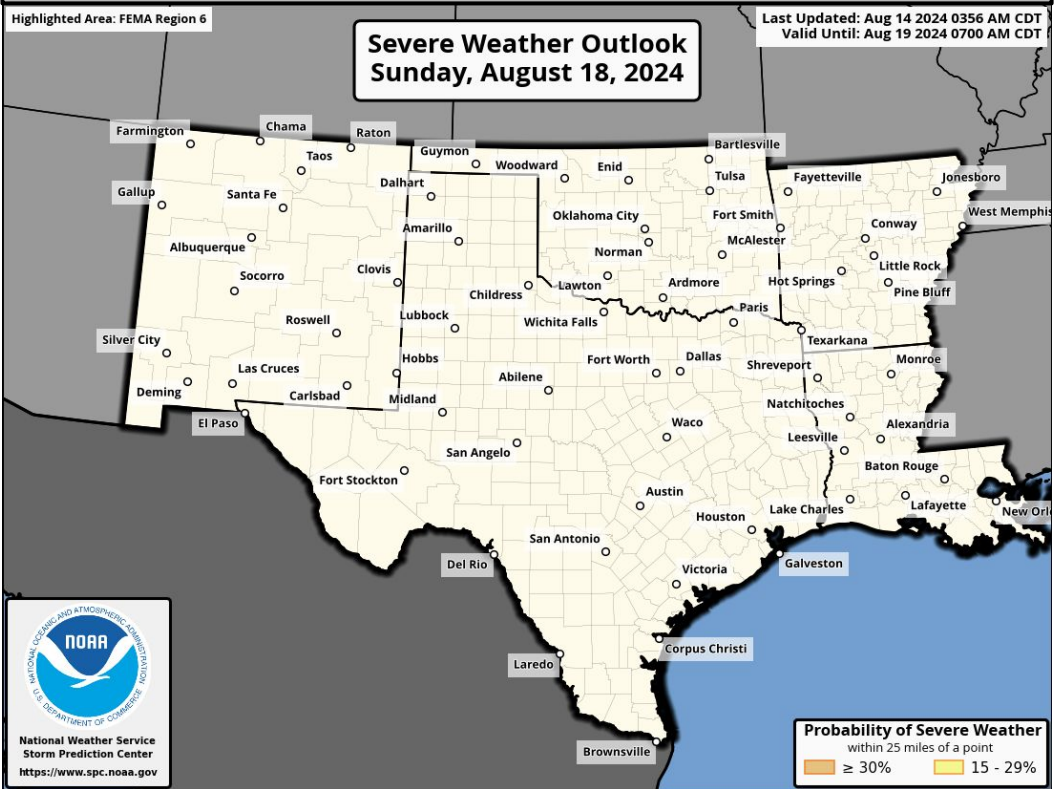 Highlighted Area: FEMA Region 6
Last Updated: Aug 14 2024 0356 AM CDT
Valid Until: Aug 19 2024 0700 AM CDT
Severe Weather Outlook
Sunday, August 18, 2024
Farmington
Chama
Raton
Taos
Guymon
Woodward
Enid
Bartlesville
Tulsa
Fayetteville
Jonesboro
Gallup
Santa Fe
Dalhart
Oklahoma City
Fort Smith
West Memphis
Amarillo
Conway
Albuquerque
Norman
McAlester
Socorro
Clovis
Little Rock
Childress
Lawton
Ardmore
Hot Springs
Pine Bluff
Roswell
Lubbock
Wichita Falls
Paris
Silver City
Texarkana
Hobbs
Fort Worth
Dallas
Shreveport
Monroe
Las Cruces
Abilene
Deming
Carlsbad
Midland
Natchitoches
El Paso
Waco
Leesville
Alexandria
San Angelo
Baton Rouge
Fort Stockton
Austin
Houston
Lake Charles
Lafayette
New Orl
San Antonio
Del Rio
Victoria
Galveston
Laredo
Corpus Christi
Brownsville
NATIONAL OCEANIC AND ATMOSPHERIC ADMINISTRATION
NOAA
U.S. DEPARTMENT OF COMMERCE
National Weather Service
Storm Prediction Center
https://www.spc.noaa.gov
Probability of Severe Weather
within 25 miles of a point
≥ 30%
15 - 29%